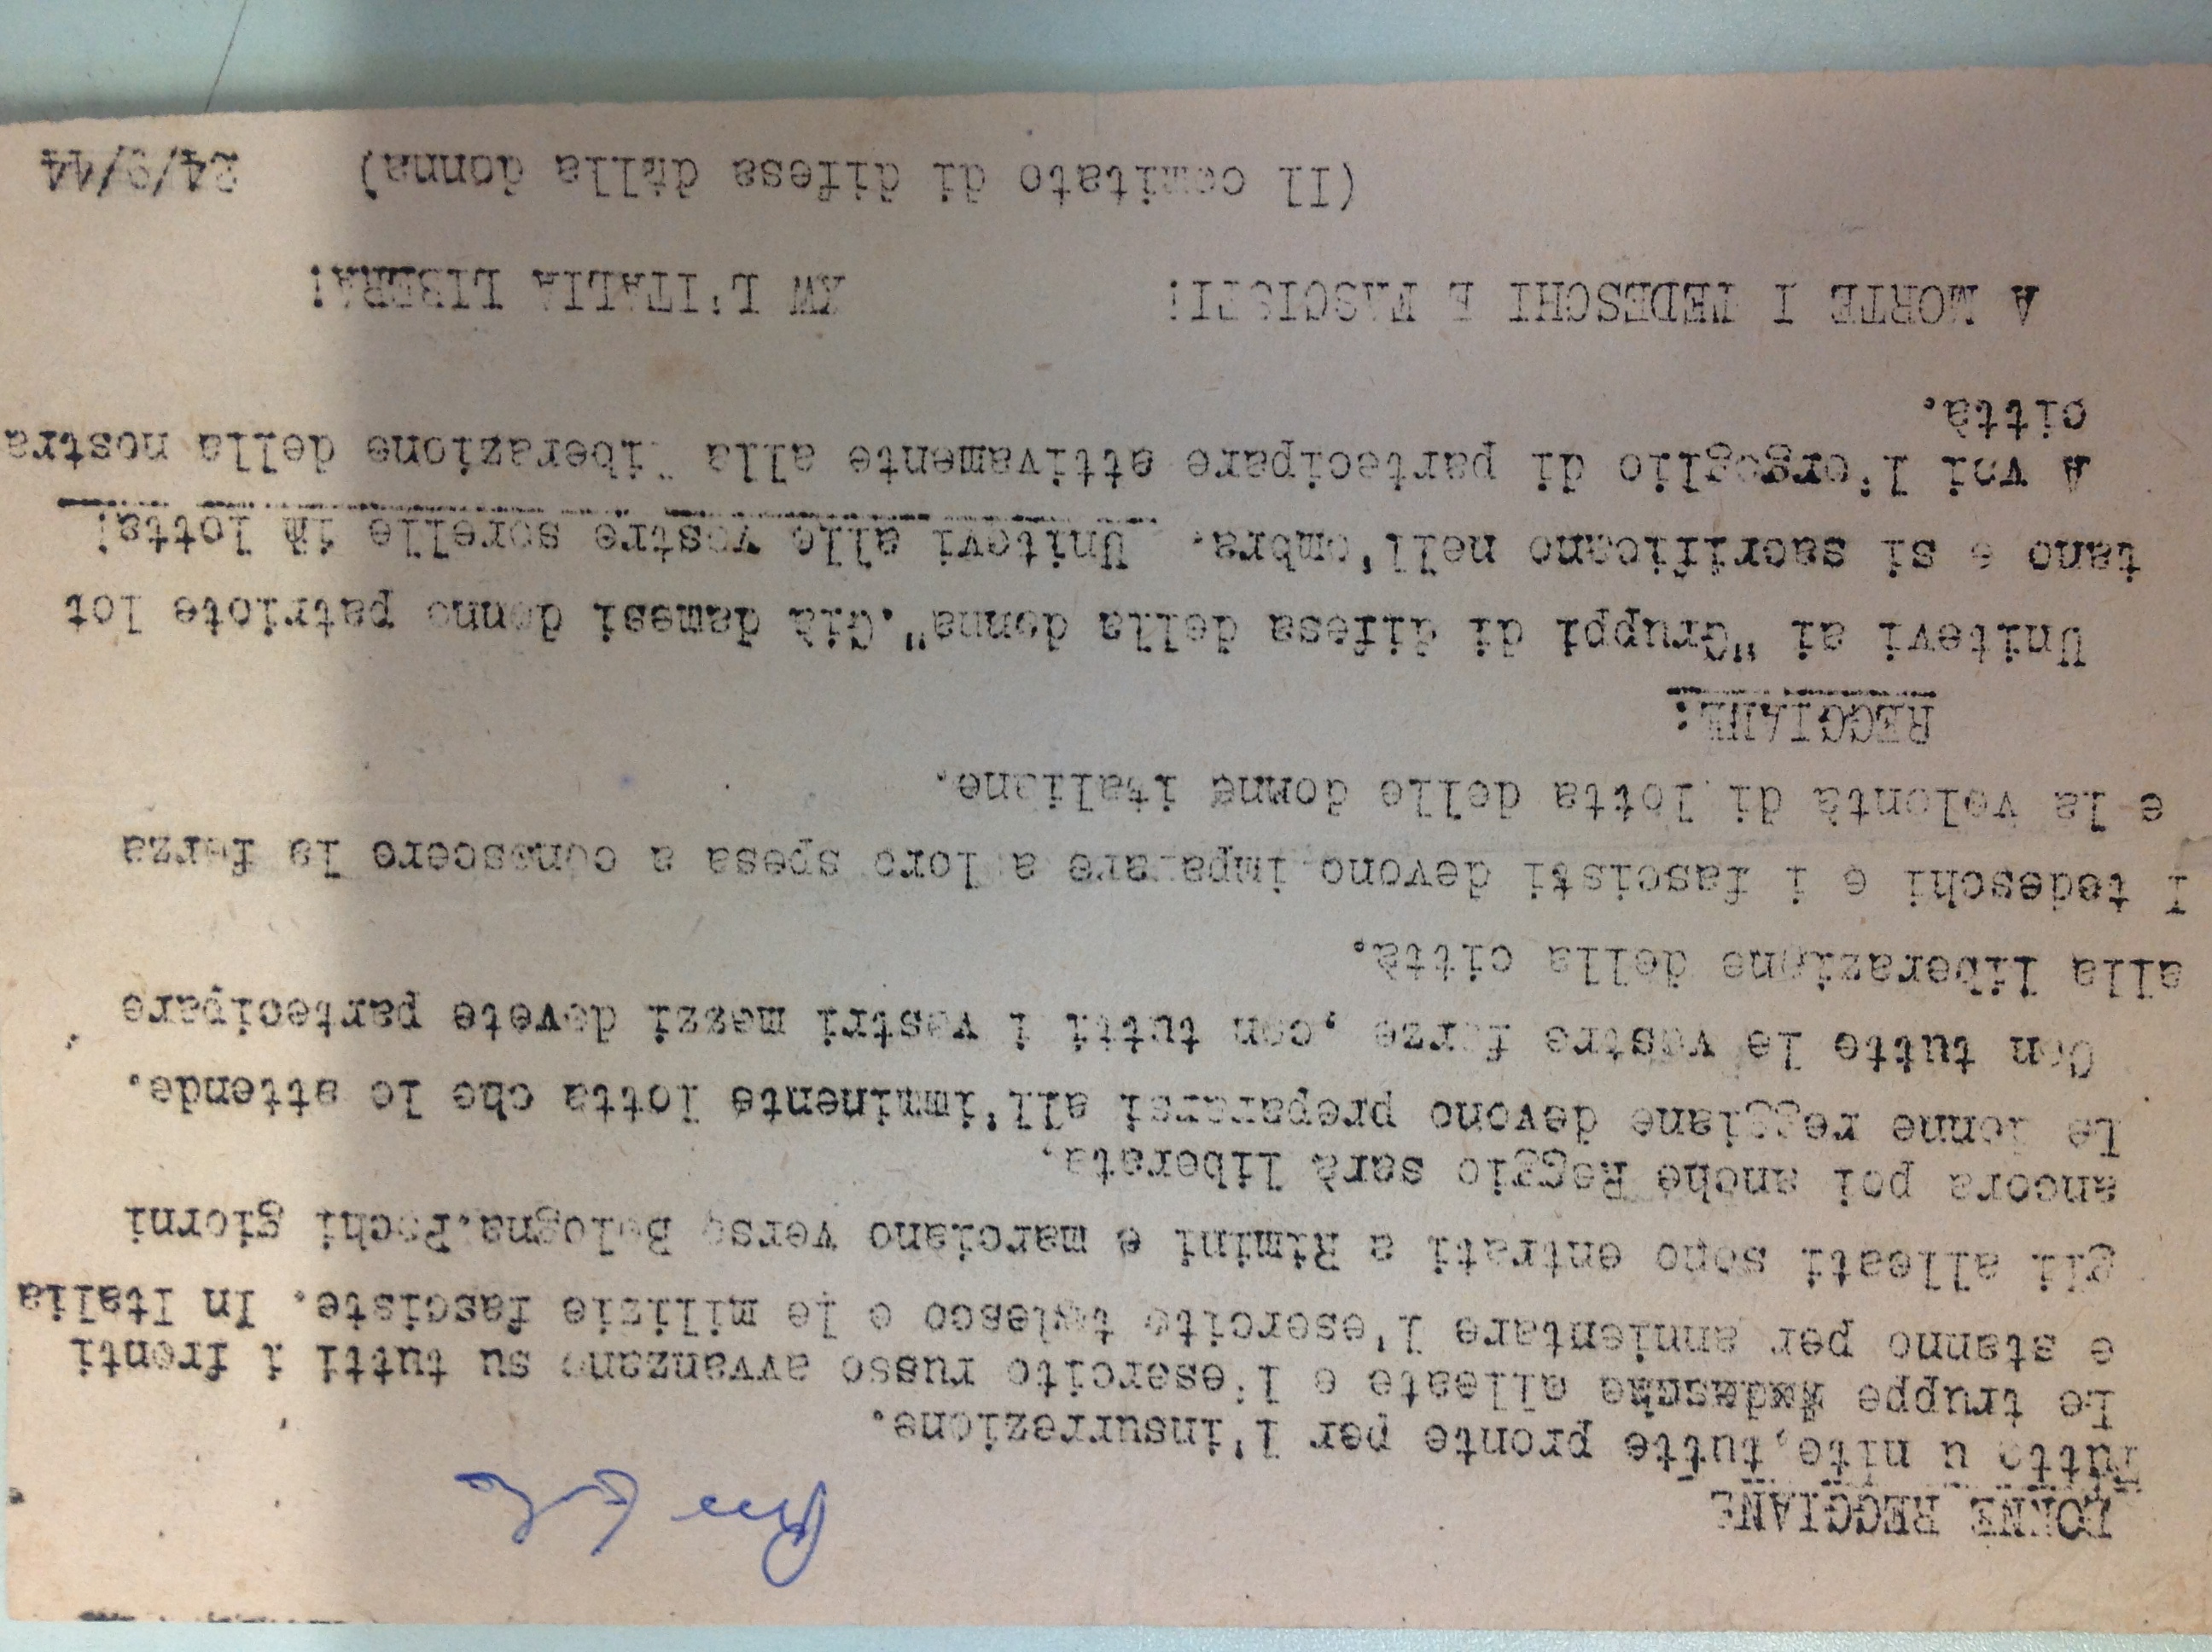 DONNE REGGIANE
Tutte u nite, tutte pronte per l'insurrezione.
Le truppe alleate e l'esercito russo avvanzano su tutti i fronti
e stanno per annientare l'esercito tedesco e le milizie fasciste. In Italia
gli alleati sono entrati a Rimini e marciano verso Bologna. Pochi giorni
ancora poi anche Reggio sarà liberata.
Le donne reggiane devono prepararsi all'imminente lotta che le attende.
Con tutte le vostre forze ,con tutti i vostri mezzi dovete partecipare
alla liberazione della città.
I tedeschi e i fascisti devono imparare a loro spesa a conoscere la forza
e la volontà di lotta delle donne italiane.
REGGIANE:
Unitevi ai "Gruppi di difesa della donna".Già damesi donne patriote lot
tano e si sacrificano nell'ombra. Unitevi alle vostre sorelle in lotta!
A voi l'orgoglio di partecipare attivamente alla liberazione della nostra
città.
A MORTE I TEDESCHI E FASCISTI! XW L'ITALIA LIBERA!
(Il comitato di difesa della donna) 24/9/44